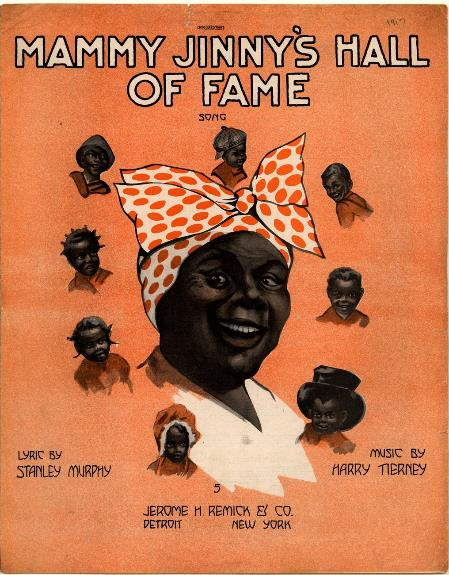 MAMMY JINNY'S HALL
OF FAME
SONG
LYRIC BY
STANLEY MURPHY
MUSIC BY
HARRY TIERNEY
5
JEROME H. REMICK & CO.
DETROIT NEW YORK